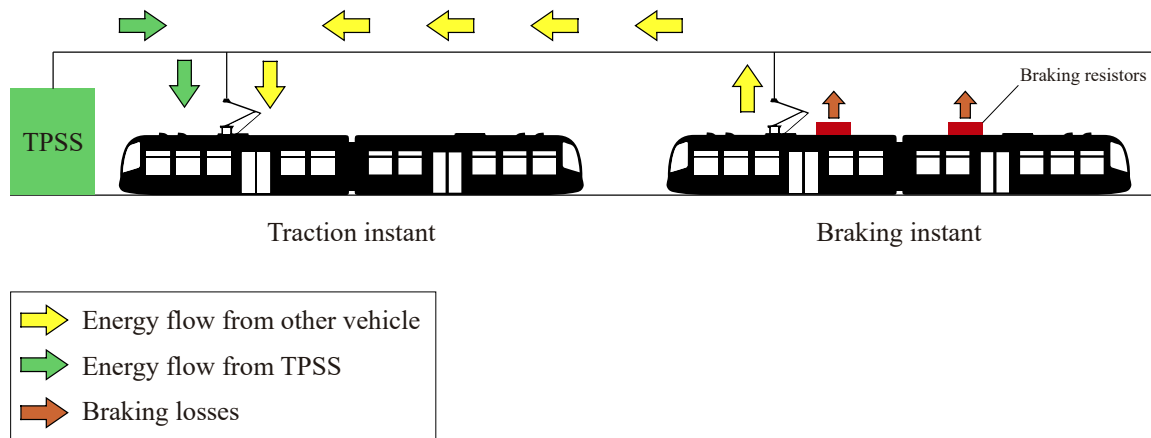 Braking resistors
TPSS
Traction instant
Braking instant
Energy flow from other vehicle
Energy flow from TPSS
Braking losses